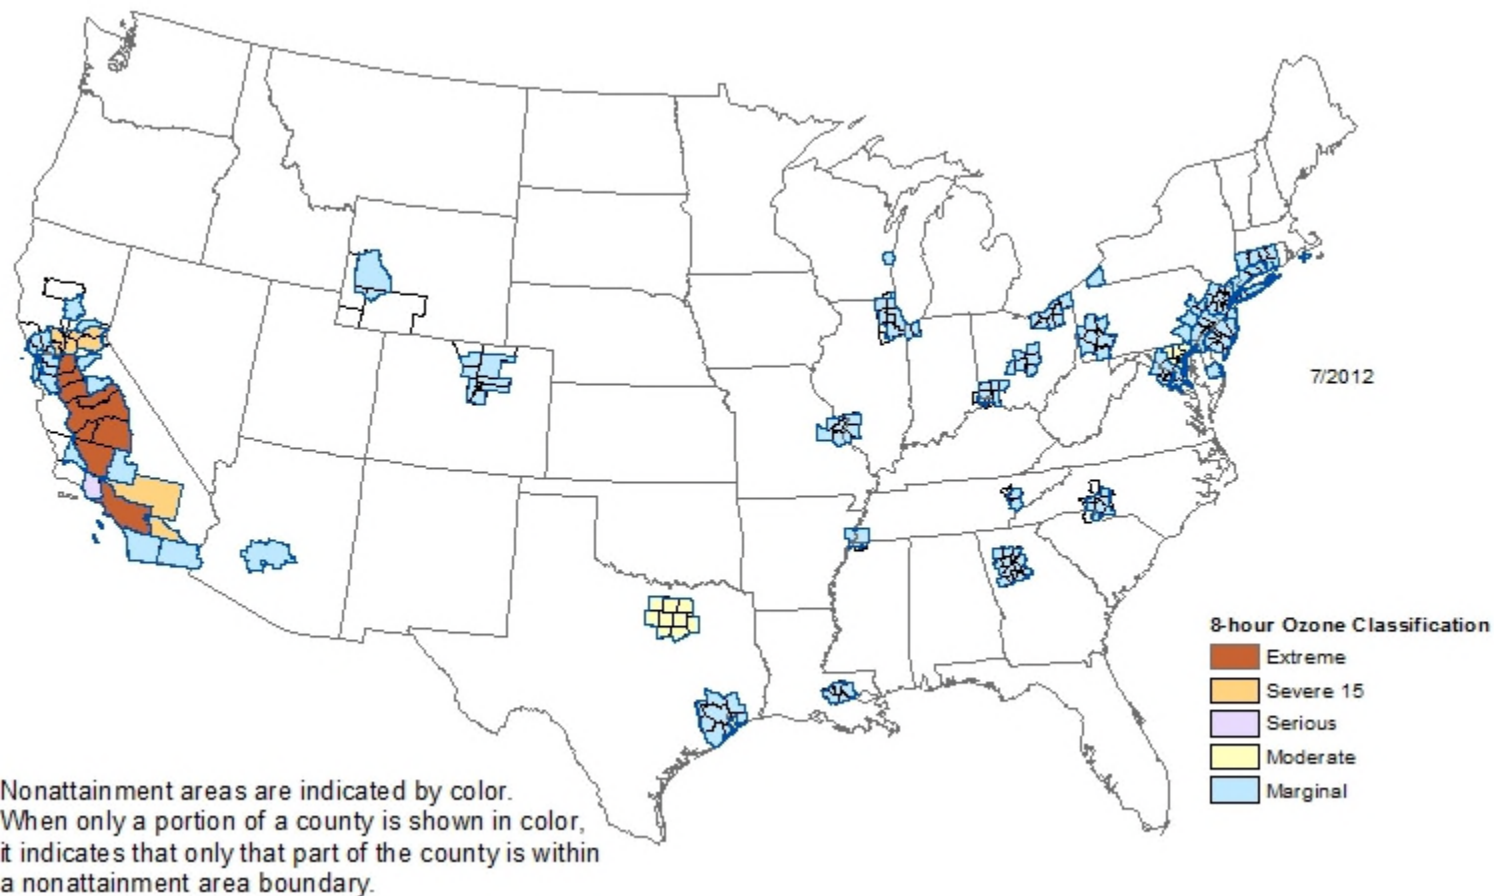 7/2012
8-hour Ozone Classification
Extreme
Severe 15
Serious
Moderate
Marginal
Nonattainment areas are indicated by color.
When only a portion of a county is shown in color,
it indicates that only that part of the county is within
a nonattainment area boundary.